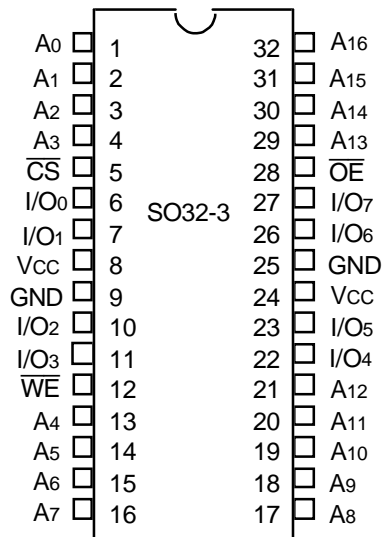 A0 1 32 A16
A1 2 31 A15
A2 3 30 A14
A3 4 29 A13
C̅S̅ 5 28 O̅E̅
I/O0 6 SO32-3 27 I/O7
I/O1 7 26 I/O6
VCC 8 25 GND
GND 9 24 VCC
I/O2 10 23 I/O5
I/O3 11 22 I/O4
W̅E̅ 12 21 A12
A4 13 20 A11
A5 14 19 A10
A6 15 18 A9
A7 16 17 A8